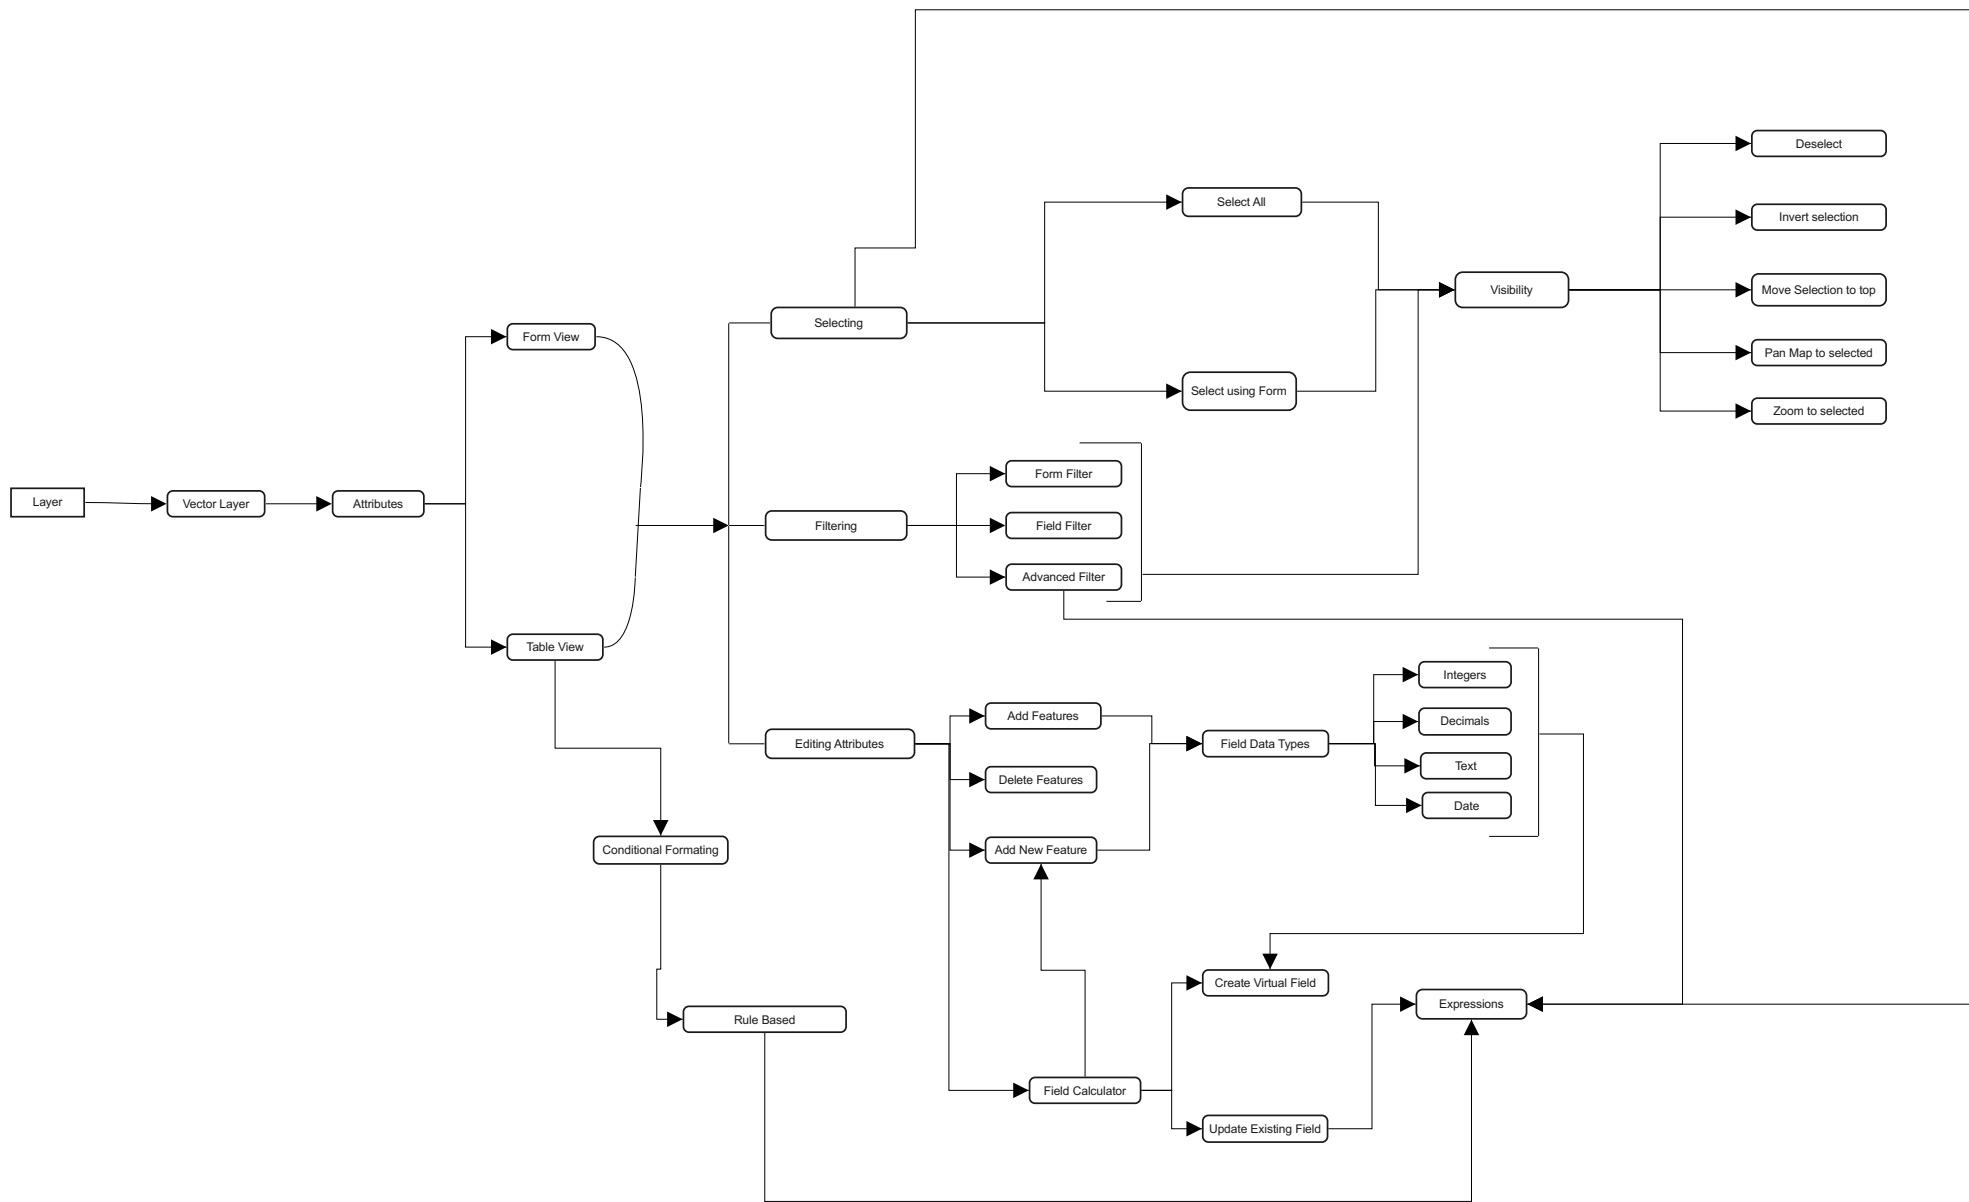 Layer
Vector Layer
Attributes
Form View
Table View
Conditional Formating
Rule Based
Selecting
Filtering
Editing Attributes
Select All
Select using Form
Visibility
Deselect
Invert selection
Move Selection to top
Pan Map to selected
Zoom to selected
Form Filter
Field Filter
Advanced Filter
Add Features
Delete Features
Add New Feature
Field Data Types
Integers
Decimals
Text
Date
Create Virtual Field
Expressions
Field Calculator
Update Existing Field